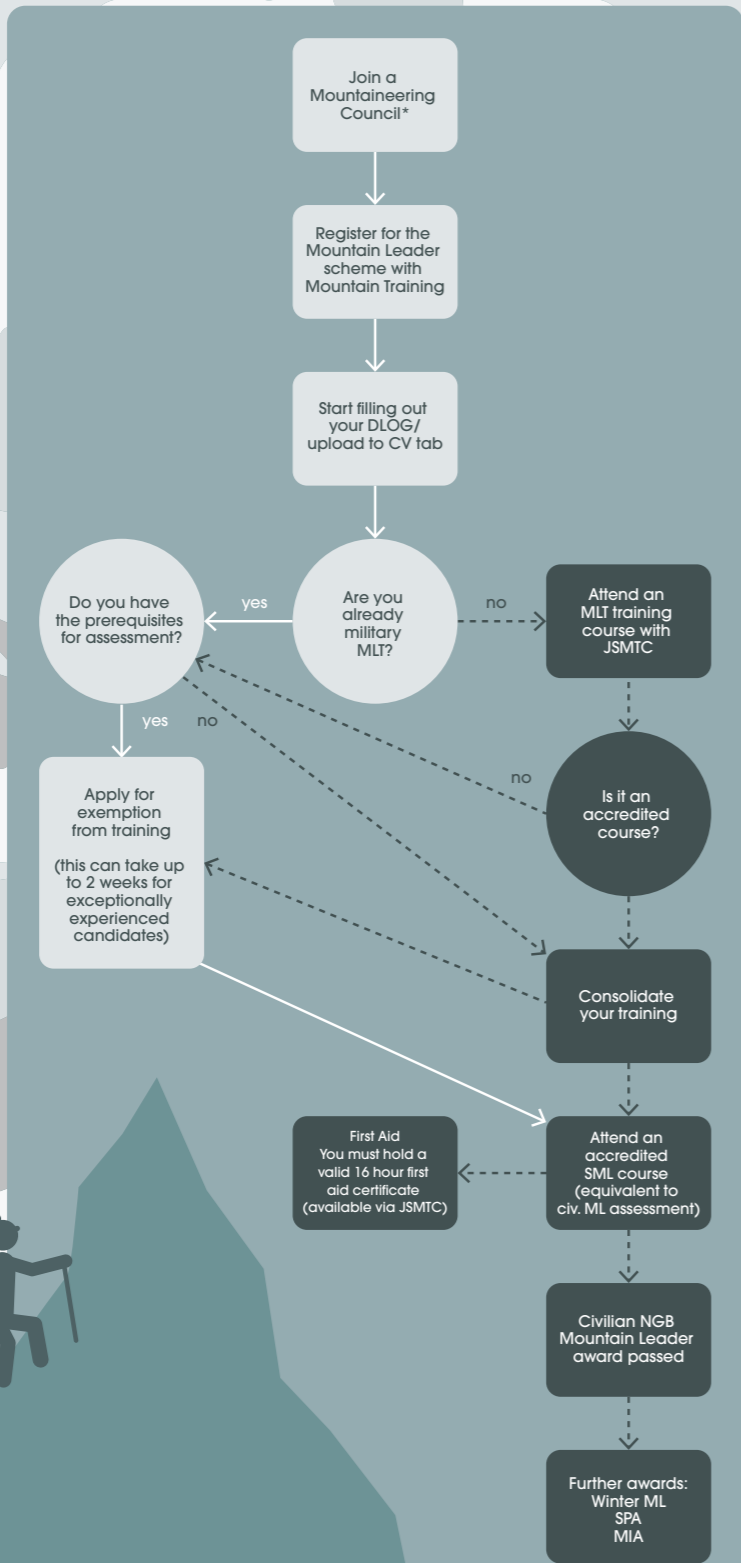 Join a
Mountaineering
Council*
Register for the
Mountain Leader
scheme with
Mountain Training
Start filling out
your DLOG/
upload to CV tab
Do you have
the prerequisites
for assessment?
yes
Are you
already
military
MLT?
no
Attend an
MLT training
course with
JSMTC
yes
no
Apply for
exemption
from training
(this can take up
to 2 weeks for
exceptionally
experienced
candidates)
no
Is it an
accredited
course?
Consolidate
your training
First Aid
You must hold a
valid 16 hour first
aid certificate
(available via JSMTC)
Attend an
accredited
SML course
(equivalent to
civ. ML assessment)
Civilian NGB
Mountain Leader
award passed
Further awards:
Winter ML
SPA
MIA